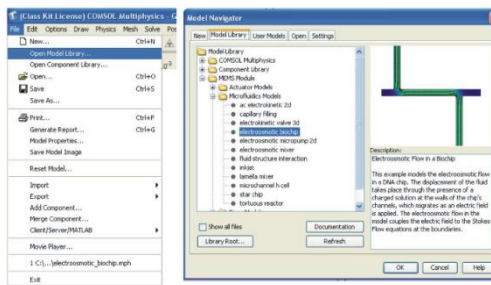 (Class Kit License) COMSOL Multiphysics - G
File Edit Options Draw Physics Mesh Solve Pos
New... Ctrl+N
Open Model Library...
Open Component Library...
Open... Ctrl+O
Save Ctrl+S
Save As...
Print... Ctrl+P
Generate Report... Ctrl+G
Model Properties...
Save Model Image
Reset Model...
Import
Export
Add Component...
Merge Component...
Client/Server/MATLAB
Movie Player...
1 C:\...\electroosmotic_biochip.mph
Exit
Model Navigator
New Model Library User Models Open Settings
Model Library
COMSOL Multiphysics
Component Library
MEMS Module
Actuator Models
Microfluidics Models
ac electrokinetic 2d
capillary filling
electrokinetic valve 3d
electroosmotic biochip
electroosmotic micropump 2d
electroosmotic mixer
fluid structure interaction
inkjet
lamella mixer
microchannel h cell
star chip
tortuous reactor
Show all files
Documentation
Library Root...
Refresh
Description:
Electroosmotic Flow in a Biochip
This example models the electroosmotic flow
in a DNA chip. The displacement of the fluid
takes place through the presence of a
charged solution at the walls of the chip's
channels, which migrates as an electric field
is applied. The electroosmotic flow in the
model couples the electric field to the Stokes
Flow equations at the boundaries.
OK Cancel Help